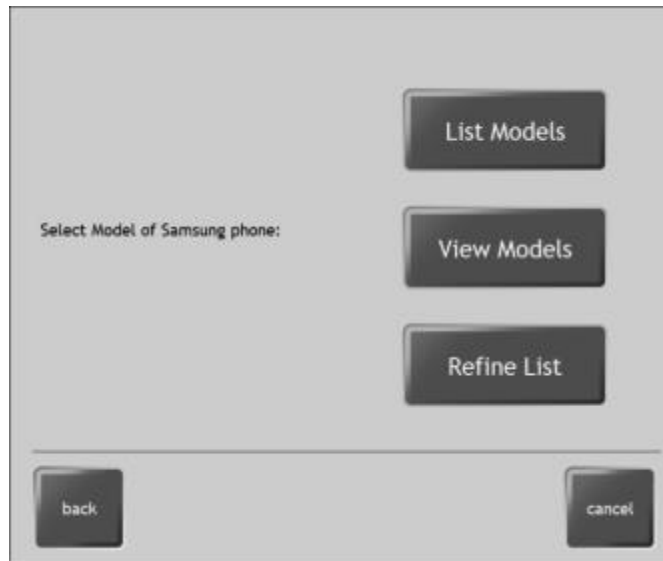 List Models
Select Model of Samsung phone:
View Models
Refine List
back
cancel